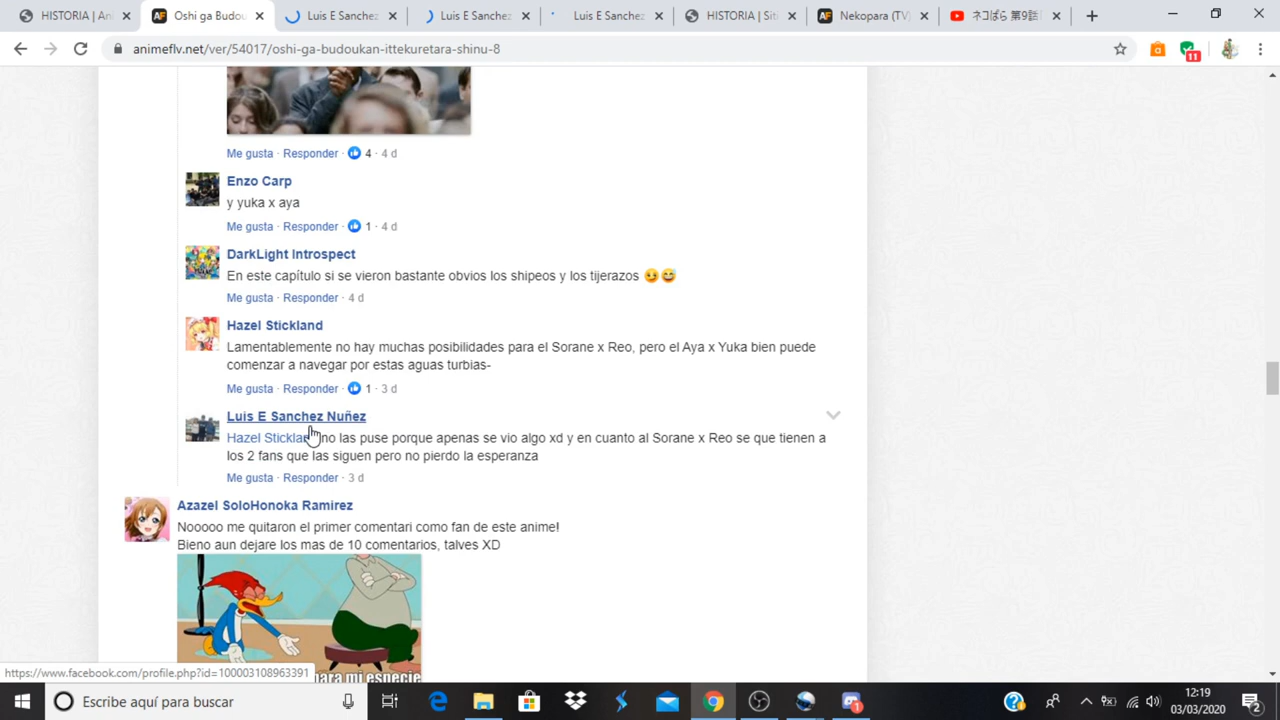 HISTORIA | Ani
Oshi ga Budou
Luis E Sanchez
Luis E Sanchez
Luis E Sanchez
HISTORIA | Siti
Nekopara (TV)
ネコぱら 第9話
animeflv.net/ver/54017/oshi-ga-budoukan-ittekuretara-shinu-8
11
Me gusta · Responder · 4 · 4 d
Enzo Carp
y yuka x aya
Me gusta · Responder · 1 · 4 d
DarkLight Introspect
En este capítulo si se vieron bastante obvios los shipeos y los tijerazos 😏😅
Me gusta · Responder · 4 d
Hazel Stickland
Lamentablemente no hay muchas posibilidades para el Sorane x Reo, pero el Aya x Yuka bien puede
comenzar a navegar por estas aguas turbias-
Me gusta · Responder · 1 · 3 d
Luis E Sanchez Nuñez
Hazel Stickland no las puse porque apenas se vio algo xd y en cuanto al Sorane x Reo se que tienen a
los 2 fans que las siguen pero no pierdo la esperanza
Me gusta · Responder · 3 d
Azazel SoloHonoka Ramirez
Nooooo me quitaron el primer comentari como fan de este anime!
Bieno aun dejare los mas de 10 comentarios, talves XD
para mi especie
https://www.facebook.com/profile.php?id=100003108963391
Escribe aquí para buscar
1
12:19
03/03/2020
2